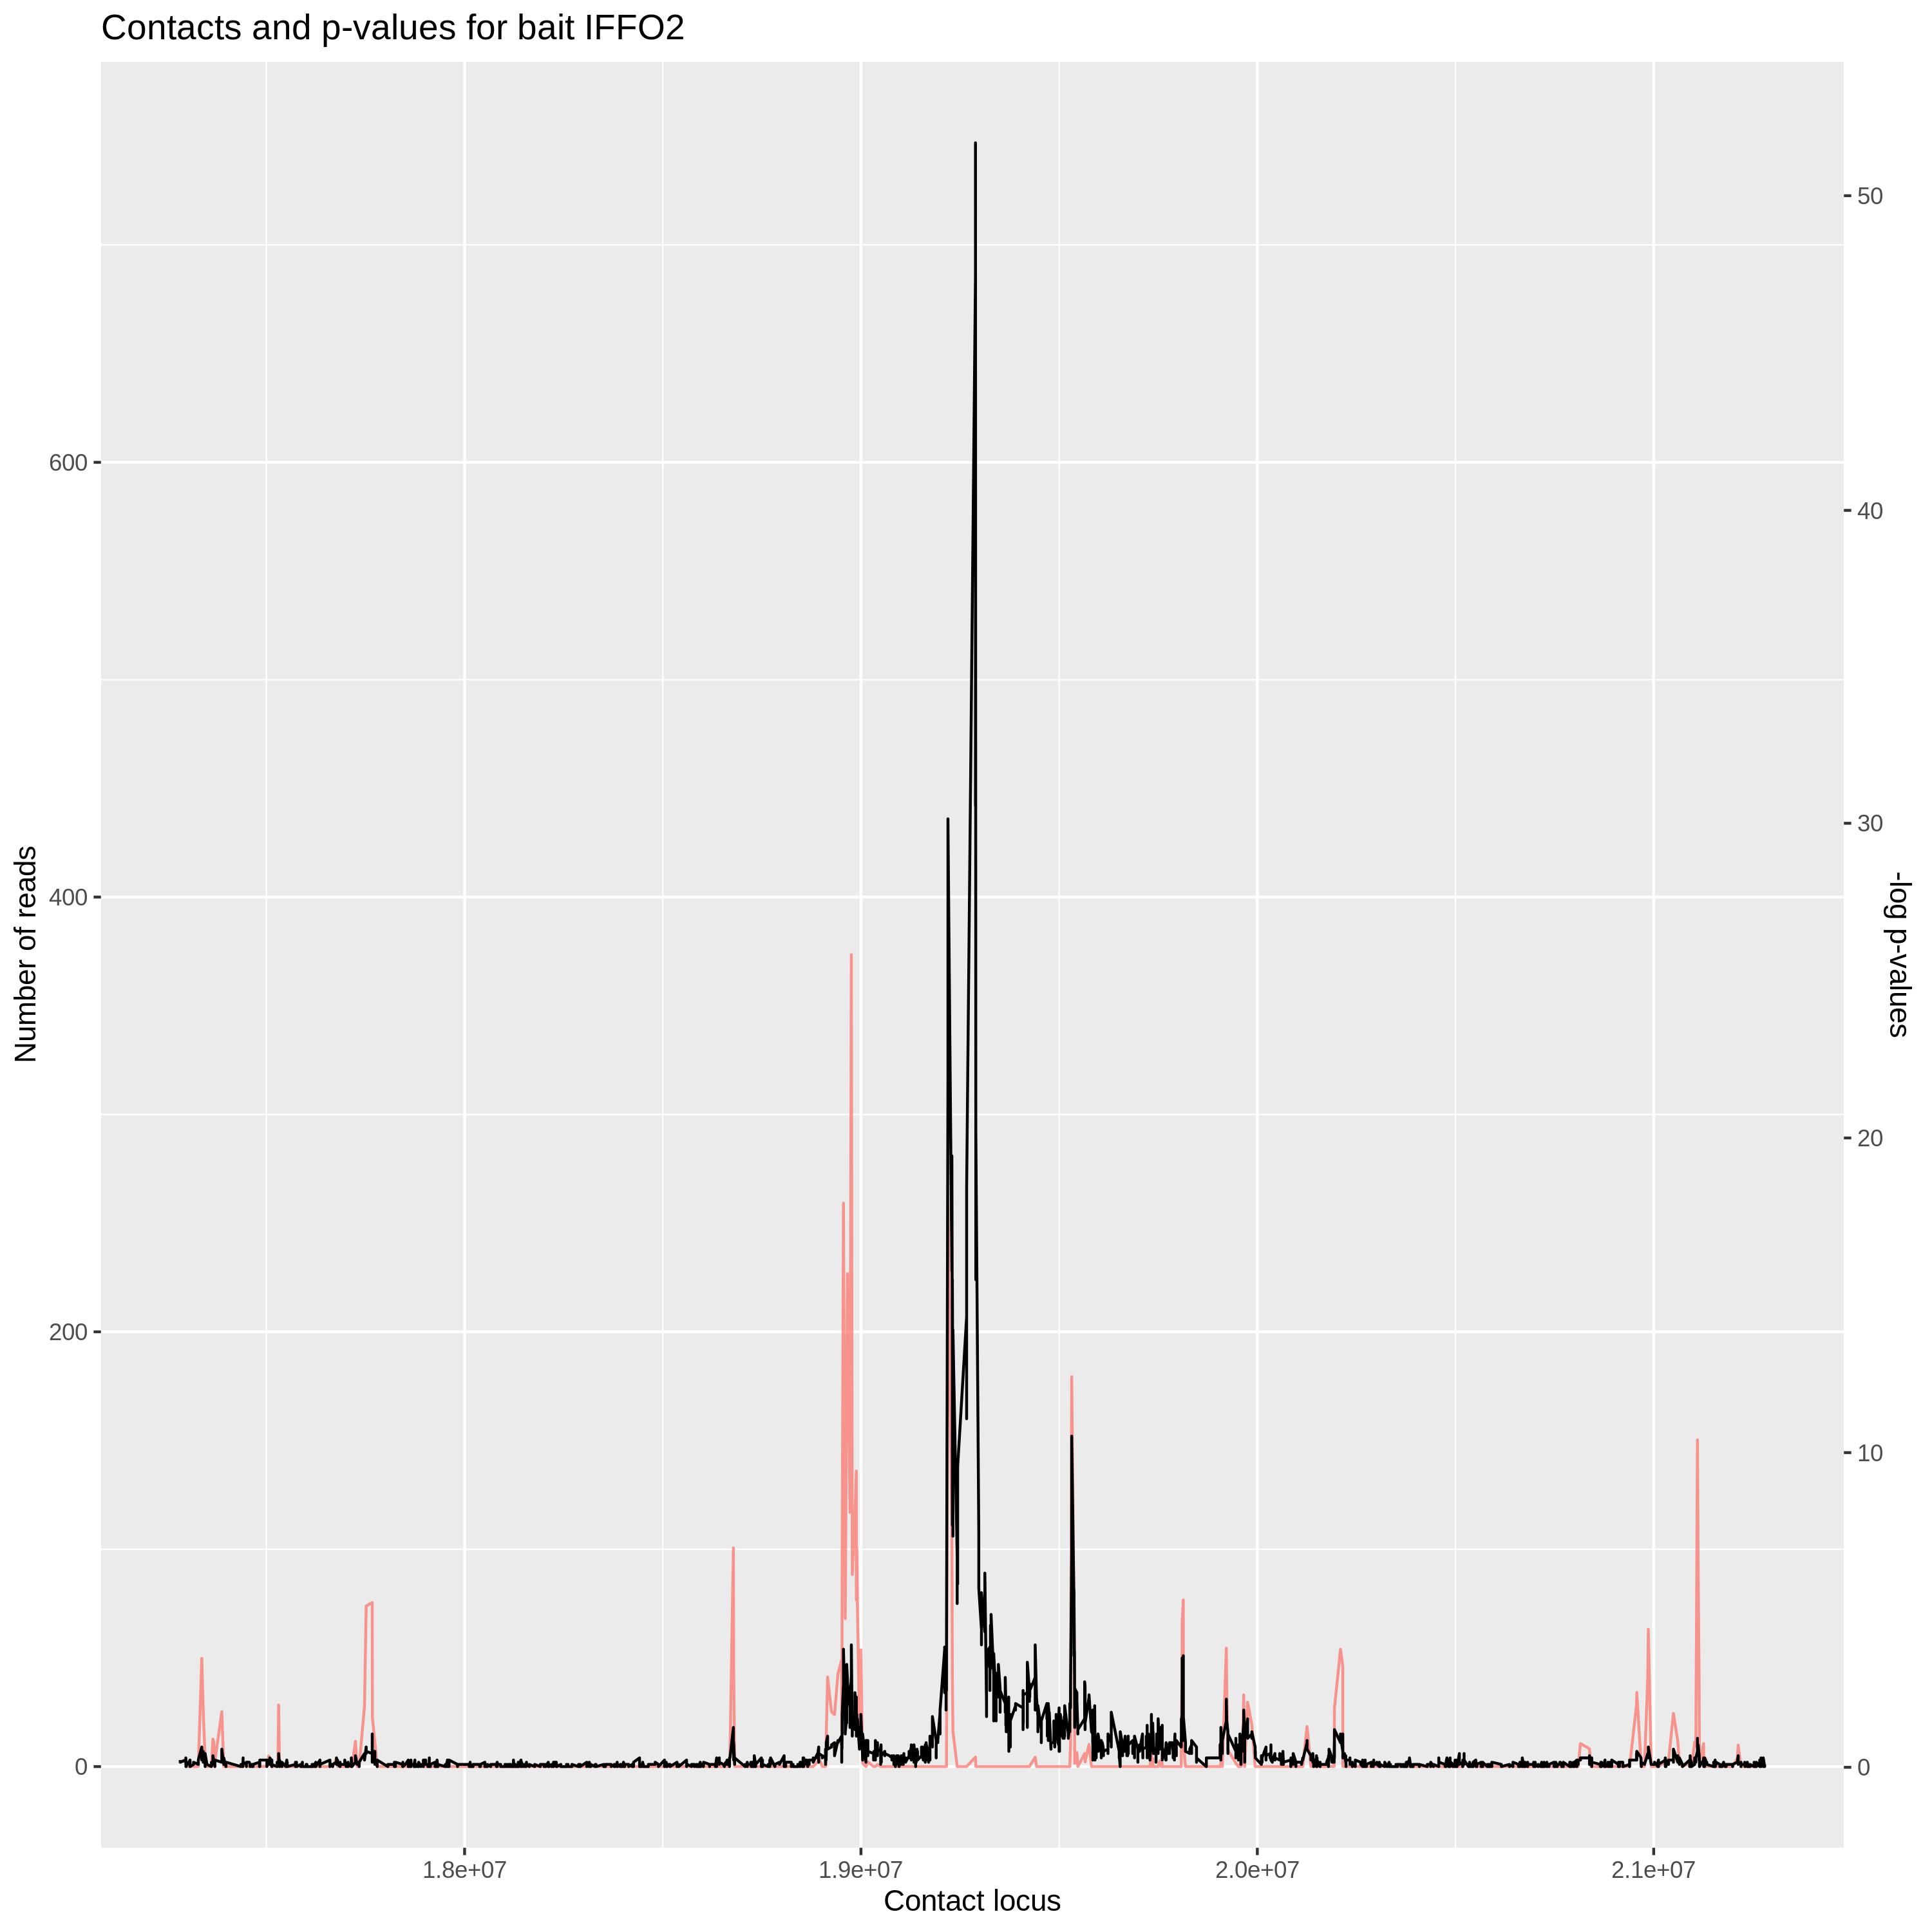 Contacts and p-values for bait IFFO2
Number of reads
600
400
200
0
50
40
30
20
10
0
-log p-values
1.8e+07
1.9e+07
2.0e+07
2.1e+07
Contact locus